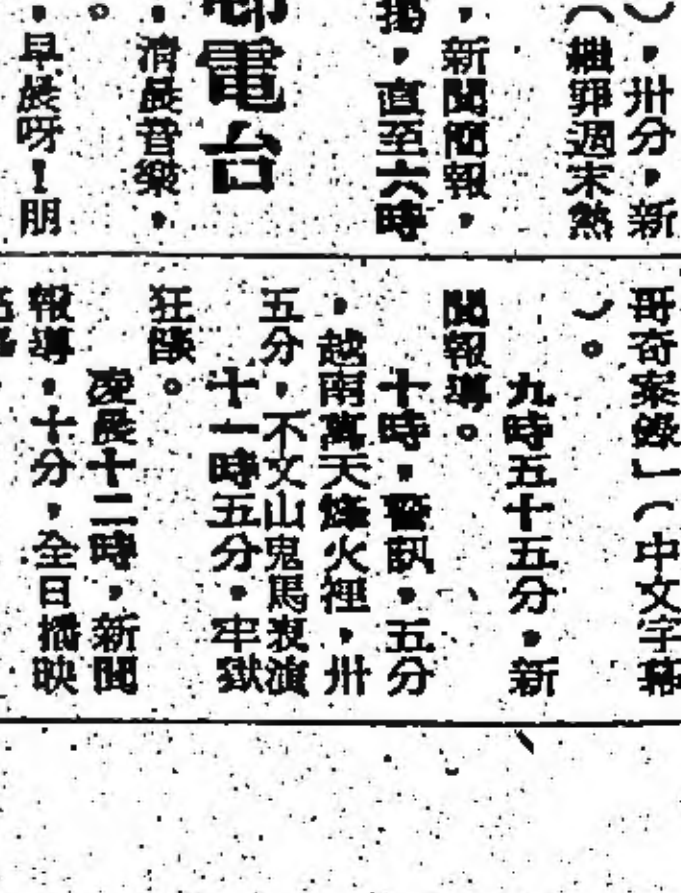 ），卅分，新
（繼 週末熱
，新聞簡報，
，直至六時
電台
，清晨音樂，
。
，早晨呀！朋
哥奇案錄」（中文字幕
）。
九時五十五分，新
聞報導。
十時，警訊，五分
，越南萬天烽火裡，卅
五分，不文山鬼馬表演
十一時五分，牢獄
狂 。
凌晨十二時，新聞
報導，十分，全日播映